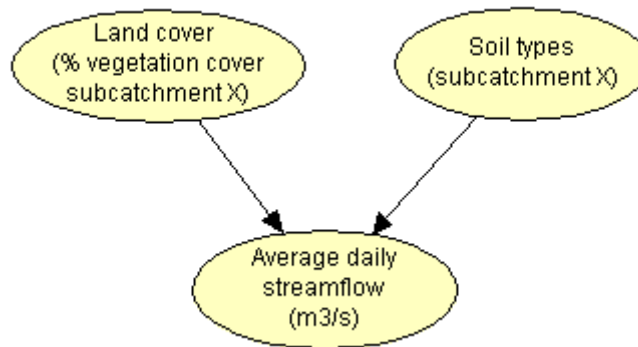 Land cover
(% vegetation cover
subcatchment X)
Soil types
(subcatchment X)
Average daily
streamflow
(m3/s)